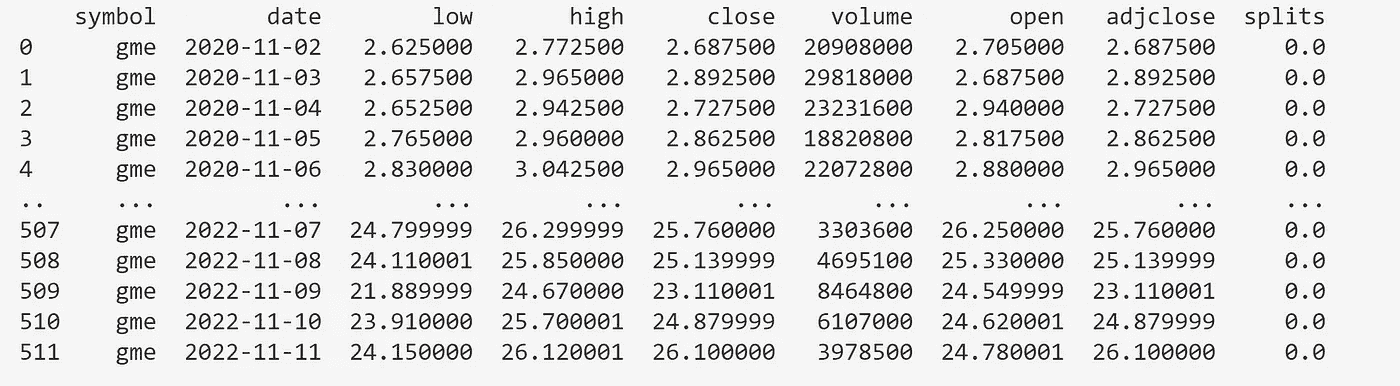 symbol date low high close volume open adjclose splits
0 gme 2020-11-02 2.625000 2.772500 2.687500 20908000 2.705000 2.687500 0.0
1 gme 2020-11-03 2.657500 2.965000 2.892500 29818000 2.687500 2.892500 0.0
2 gme 2020-11-04 2.652500 2.942500 2.727500 23231600 2.940000 2.727500 0.0
3 gme 2020-11-05 2.765000 2.960000 2.862500 18820800 2.817500 2.862500 0.0
4 gme 2020-11-06 2.830000 3.042500 2.965000 22072800 2.880000 2.965000 0.0
.. ... ... ... ... ... ... ... ... ...
507 gme 2022-11-07 24.799999 26.299999 25.760000 3303600 26.250000 25.760000 0.0
508 gme 2022-11-08 24.110001 25.850000 25.139999 4695100 25.330000 25.139999 0.0
509 gme 2022-11-09 21.889999 24.670000 23.110001 8464800 24.549999 23.110001 0.0
510 gme 2022-11-10 23.910000 25.700001 24.879999 6107000 24.620001 24.879999 0.0
511 gme 2022-11-11 24.150000 26.120001 26.100000 3978500 24.780001 26.100000 0.0